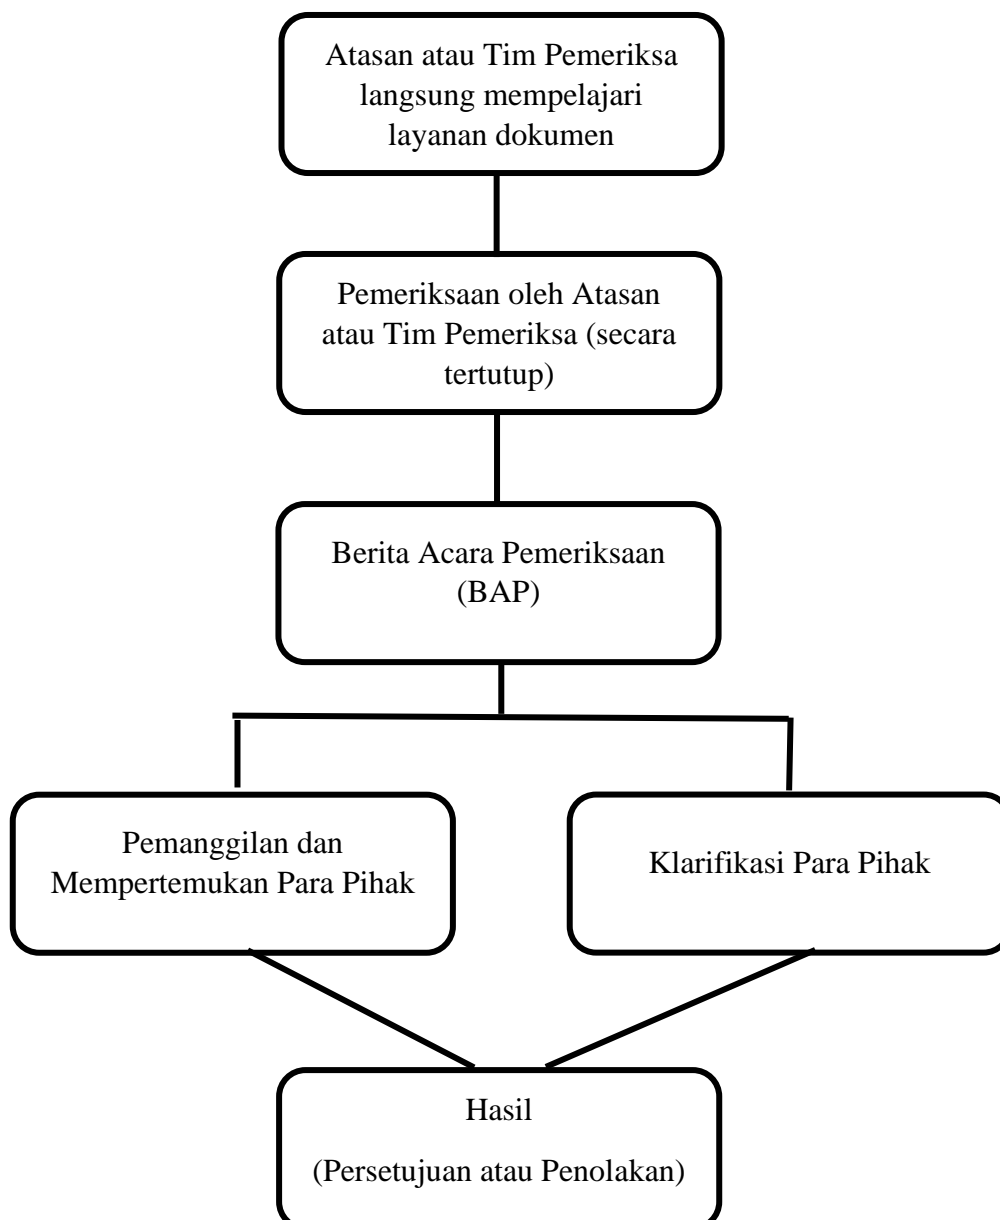 Atasan atau Tim Pemeriksa
langsung mempelajari
layanan dokumen
Pemeriksaan oleh Atasan
atau Tim Pemeriksa (secara
tertutup)
Berita Acara Pemeriksaan
(BAP)
Pemanggilan dan
Mempertemukan Para Pihak
Klarifikasi Para Pihak
Hasil
(Persetujuan atau Penolakan)